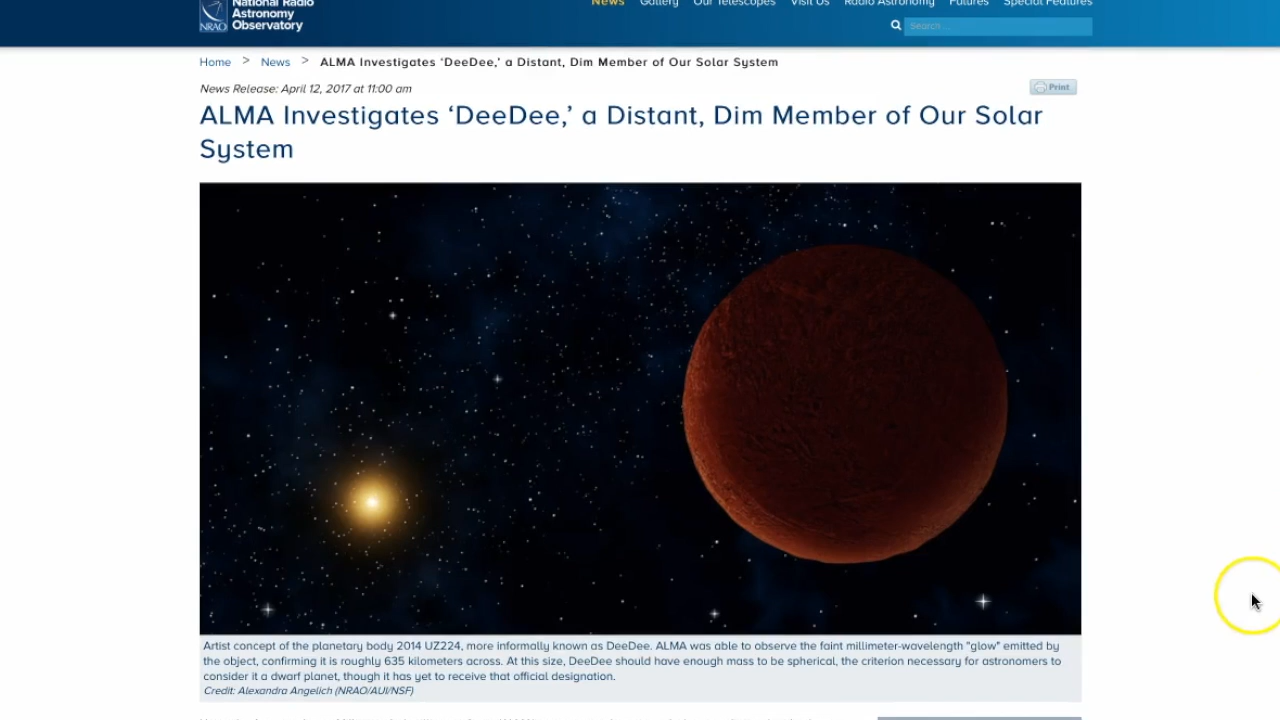 National Radio
Astronomy
Observatory
NRAO
News Gallery Our Telescopes Visit Us Radio Astronomy Futures Special Features
Search ...
Home > News > ALMA Investigates ‘DeeDee,’ a Distant, Dim Member of Our Solar System
News Release: April 12, 2017 at 11:00 am
Print
ALMA Investigates ‘DeeDee,’ a Distant, Dim Member of Our Solar
System
Artist concept of the planetary body 2014 UZ224, more informally known as DeeDee. ALMA was able to observe the faint millimeter-wavelength "glow" emitted by
the object, confirming it is roughly 635 kilometers across. At this size, DeeDee should have enough mass to be spherical, the criterion necessary for astronomers to
consider it a dwarf planet, though it has yet to receive that official designation.
Credit: Alexandra Angelich (NRAO/AUI/NSF)